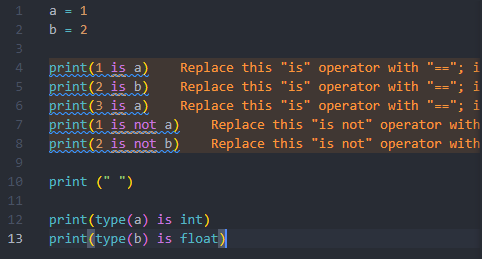 1 a = 1
2 b = 2
3
4 print(1 is a) Replace this "is" operator with "=="; i
5 print(2 is b) Replace this "is" operator with "=="; i
6 print(3 is a) Replace this "is" operator with "=="; i
7 print(1 is not a) Replace this "is not" operator with
8 print(2 is not b) Replace this "is not" operator with
9
10 print (" ")
11
12 print(type(a) is int)
13 print(type(b) is float)